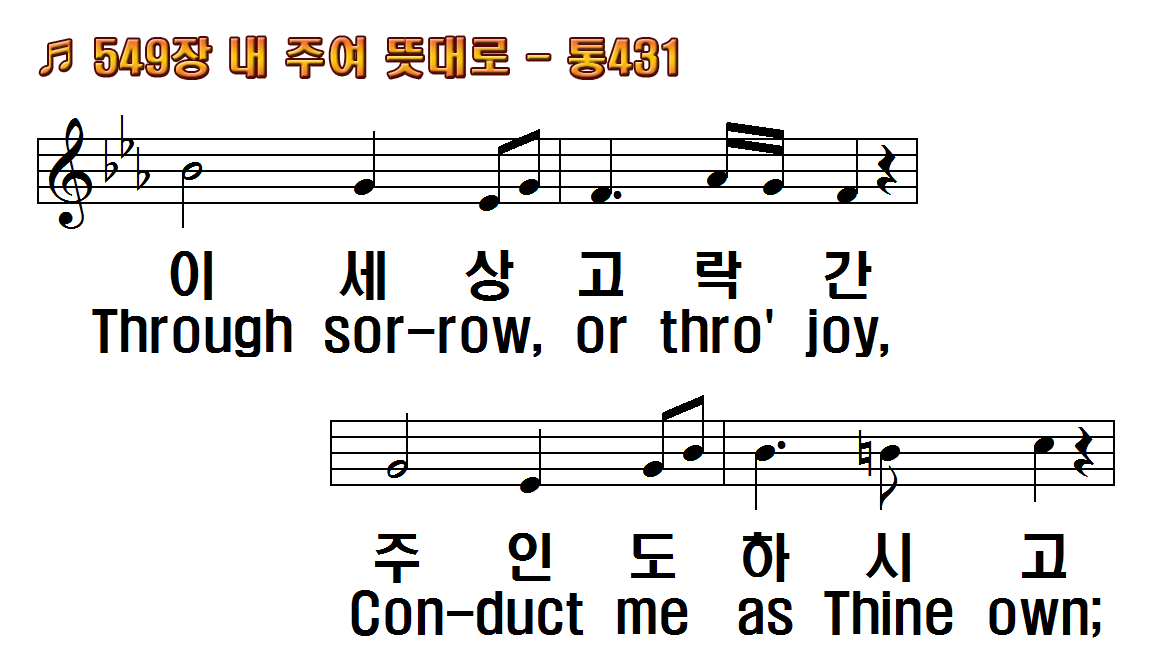 ♬ 549장 내 주여 뜻대로 - 통431
이 세 상 고 락 간
Through sor-row, or thro' joy,
주 인 도 하 시 고
Con-duct me as Thine own;